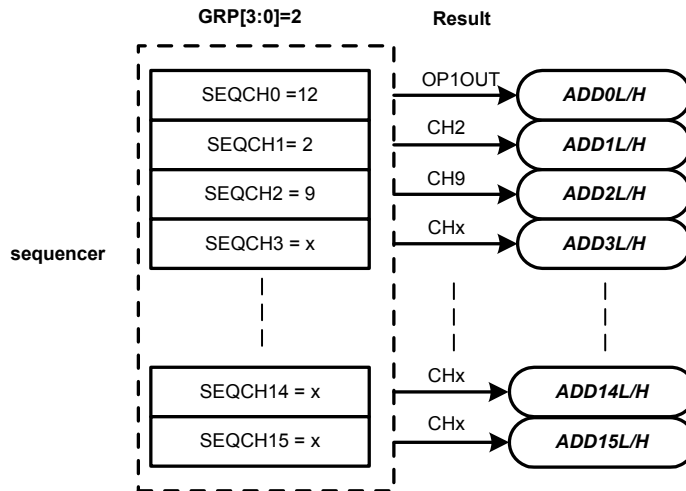 GRP[3:0]=2 Result
SEQCH0 =12 OP1OUT ADD0L/H
SEQCH1= 2 CH2 ADD1L/H
SEQCH2 = 9 CH9 ADD2L/H
SEQCH3 = x CHx ADD3L/H
sequencer
SEQCH14 = x CHx ADD14L/H
SEQCH15 = x CHx ADD15L/H